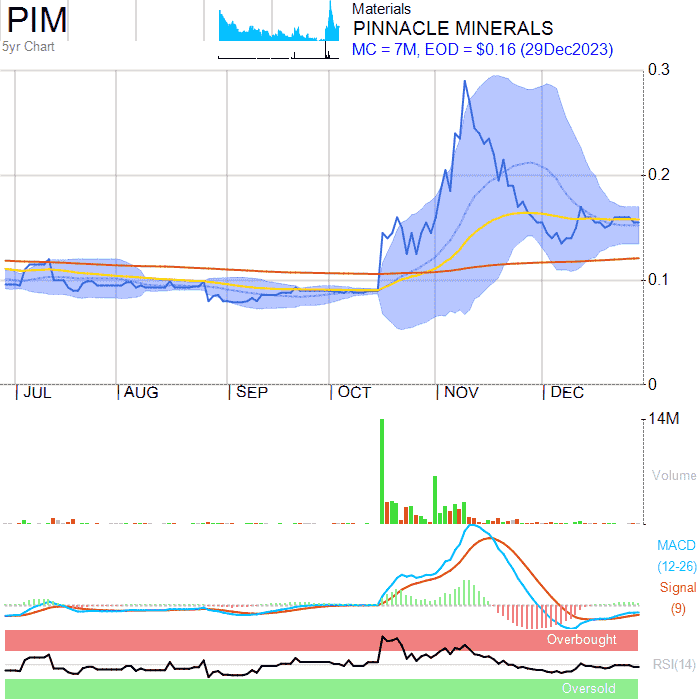 PIM
5yr Chart
Materials
PINNACLE MINERALS
MC = 7M, EOD = $0.16 (29Dec2023)
0.3
0.2
0.1
0
JUL AUG SEP OCT NOV DEC
14M
Volume
MACD
(12-26)
Signal
(9)
Overbought
RSI(14)
Oversold